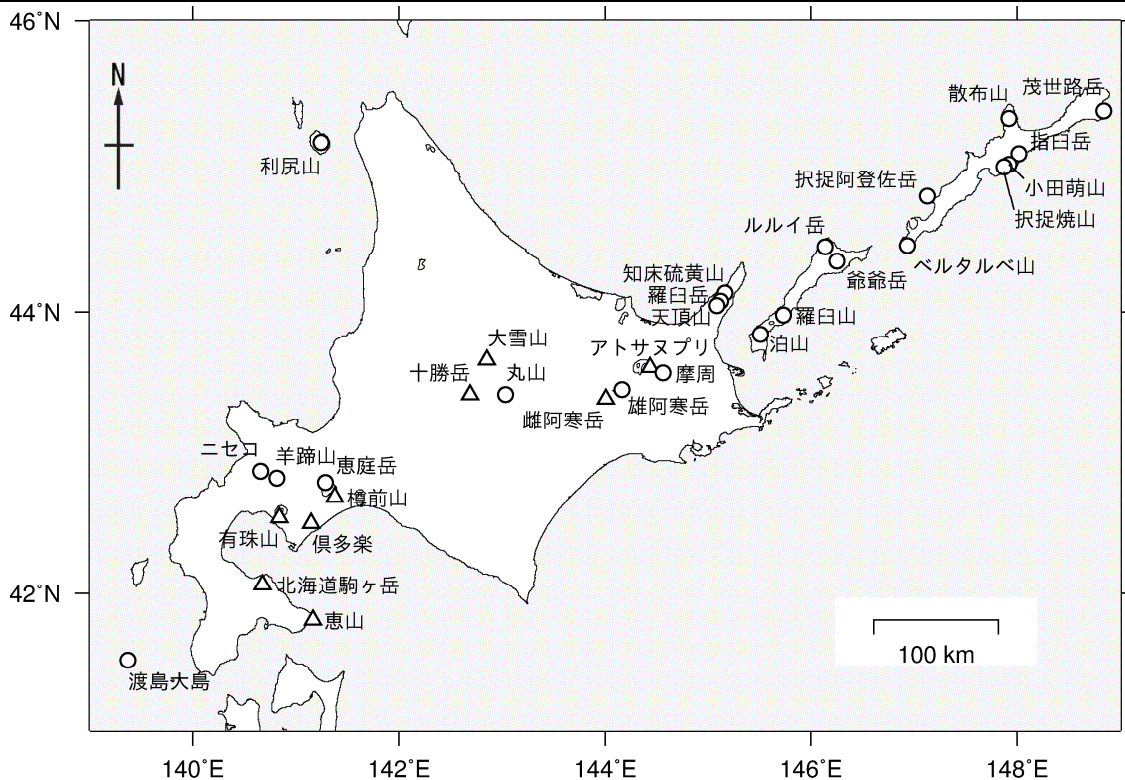 46°N
N
散布山
茂世路岳
利尻山
指臼岳
択捉阿登佐岳
小田萌山
択捉焼山
ルルイ岳
ベルタルベ山
知床硫黄山
爺爺岳
羅臼岳
44°N
天頂山
羅臼山
大雪山
アトサヌプリ
泊山
十勝岳
丸山
摩周
雌阿寒岳
雄阿寒岳
ニセコ
羊蹄山
恵庭岳
樽前山
有珠山
倶多楽
北海道駒ヶ岳
42°N
恵山
100 km
渡島大島
140°E
142°E
144°E
146°E
148°E